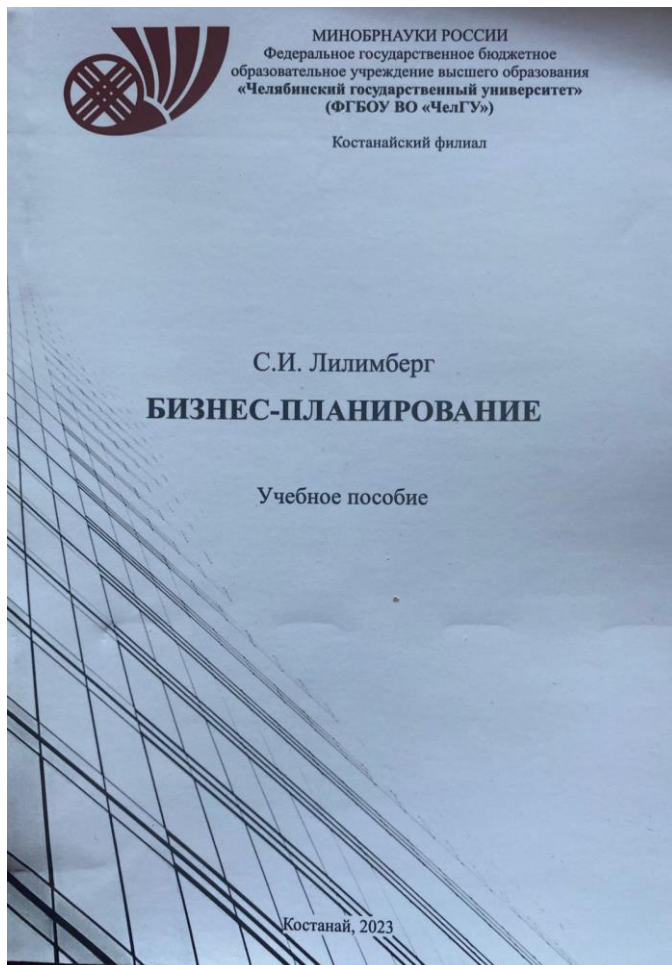 МИНОБРНАУКИ РОССИИ
Федеральное государственное бюджетное
образовательное учреждение высшего образования
«Челябинский государственный университет»
(ФГБОУ ВО «ЧелГУ»)
Костанайский филиал
С.И. Лилимберг
БИЗНЕС-ПЛАНИРОВАНИЕ
Учебное пособие
Костанай, 2023